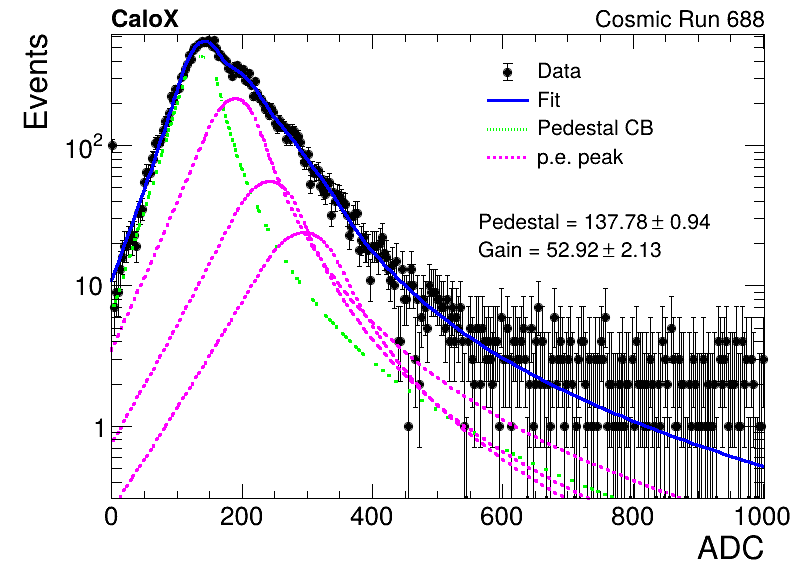 CaloX Cosmic Run 688
Events
Data
Fit
Pedestal CB
p.e. peak
10²
Pedestal = 137.78 ± 0.94
Gain = 52.92 ± 2.13
10
1
0 200 400 600 800 1000
ADC